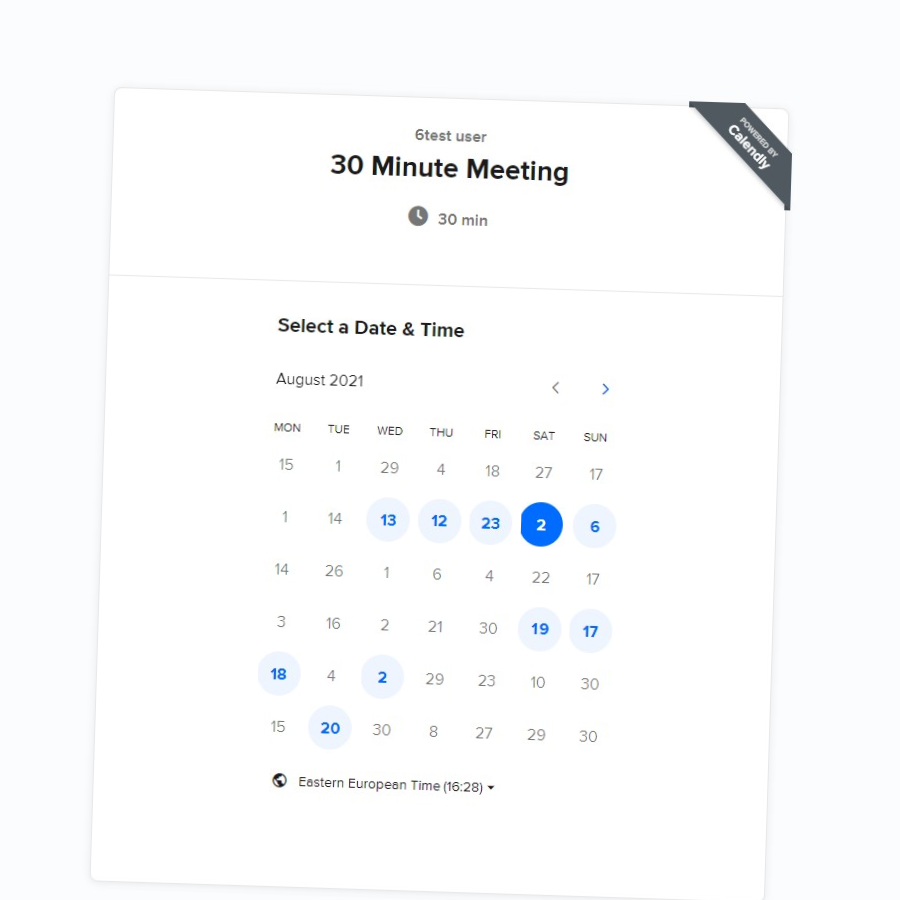 POWERED BY
Calendly
6test user
30 Minute Meeting
30 min
Select a Date & Time
August 2021
MON TUE WED THU FRI SAT SUN
15 1 29 4 18 27 17
1 14 13 12 23 2 6
14 26 1 6 4 22 17
3 16 2 21 30 19 17
18 4 2 29 23 10 30
15 20 30 8 27 29 30
Eastern European Time (16:28)